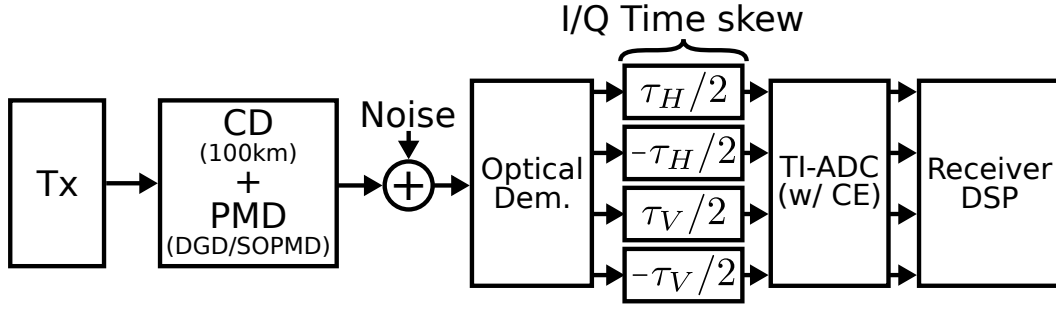 I/Q Time skew
Tx
CD
(100km)
+
PMD
(DGD/SOPMD)
Noise
+
Optical
Dem.
τ_H/2
-τ_H/2
τ_V/2
-τ_V/2
TI-ADC
(w/ CE)
Receiver
DSP